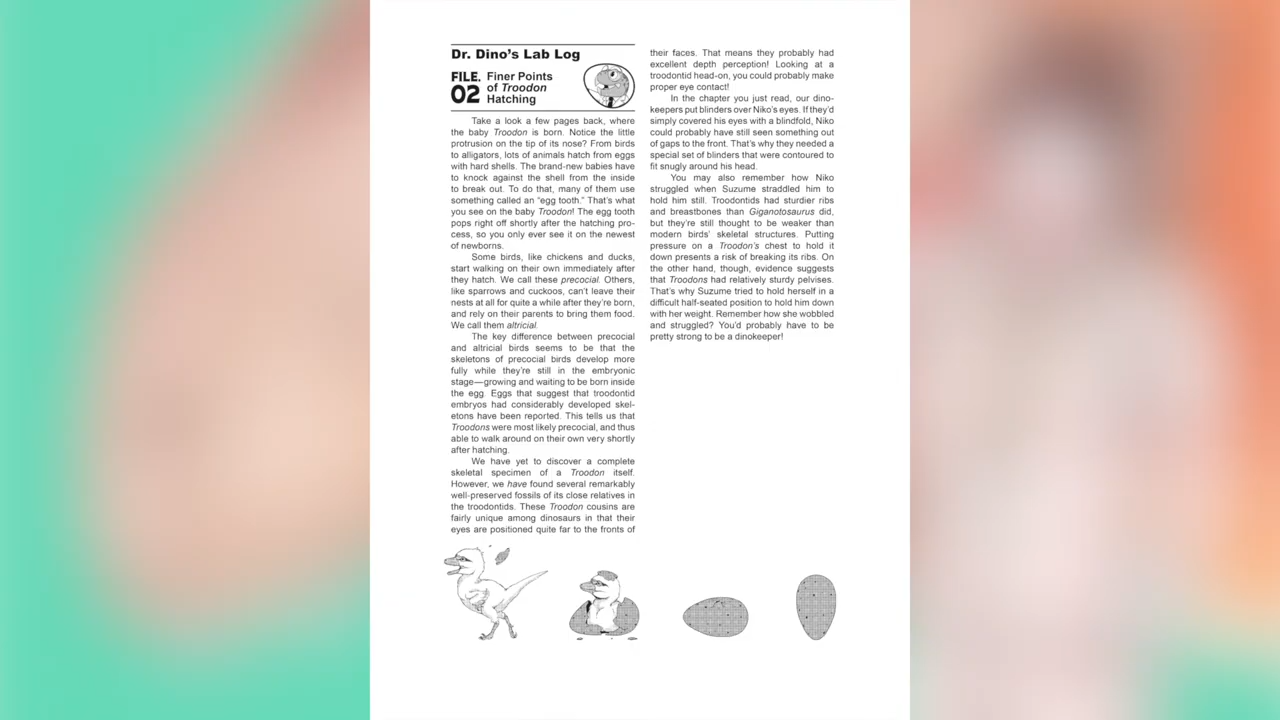 Dr. Dino's Lab Log
FILE.
02
Finer Points
of Troodon
Hatching
Take a look a few pages back, where
the baby Troodon is born. Notice the little
protrusion on the tip of its nose? From birds
to alligators, lots of animals hatch from eggs
with hard shells. The brand-new babies have
to knock against the shell from the inside
to break out. To do that, many of them use
something called an “egg tooth.” That's what
you see on the baby Troodon! The egg tooth
pops right off shortly after the hatching pro-
cess, so you only ever see it on the newest
of newborns.
Some birds, like chickens and ducks,
start walking on their own immediately after
they hatch. We call these precocial. Others,
like sparrows and cuckoos, can't leave their
nests at all for quite a while after they're born,
and rely on their parents to bring them food.
We call them altricial.
The key difference between precocial
and altricial birds seems to be that the
skeletons of precocial birds develop more
fully while they're still in the embryonic
stage—growing and waiting to be born inside
the egg. Eggs that suggest that troodontid
embryos had considerably developed skel-
etons have been reported. This tells us that
Troodons were most likely precocial, and thus
able to walk around on their own very shortly
after hatching.
We have yet to discover a complete
skeletal specimen of a Troodon itself.
However, we have found several remarkably
well-preserved fossils of its close relatives in
the troodontids. These Troodon cousins are
fairly unique among dinosaurs in that their
eyes are positioned quite far to the fronts of
their faces. That means they probably had
excellent depth perception! Looking at a
troodontid head-on, you could probably make
proper eye contact!
In the chapter you just read, our dino-
keepers put blinders over Niko's eyes. If they'd
simply covered his eyes with a blindfold, Niko
could probably have still seen something out
of gaps to the front. That's why they needed a
special set of blinders that were contoured to
fit snugly around his head.
You may also remember how Niko
struggled when Suzume straddled him to
hold him still. Troodontids had sturdier ribs
and breastbones than Giganotosaurus did,
but they're still thought to be weaker than
modern birds' skeletal structures. Putting
pressure on a Troodon's chest to hold it
down presents a risk of breaking its ribs. On
the other hand, though, evidence suggests
that Troodons had relatively sturdy pelvises.
That's why Suzume tried to hold herself in a
difficult half-seated position to hold him down
with her weight. Remember how she wobbled
and struggled? You'd probably have to be
pretty strong to be a dinokeeper!